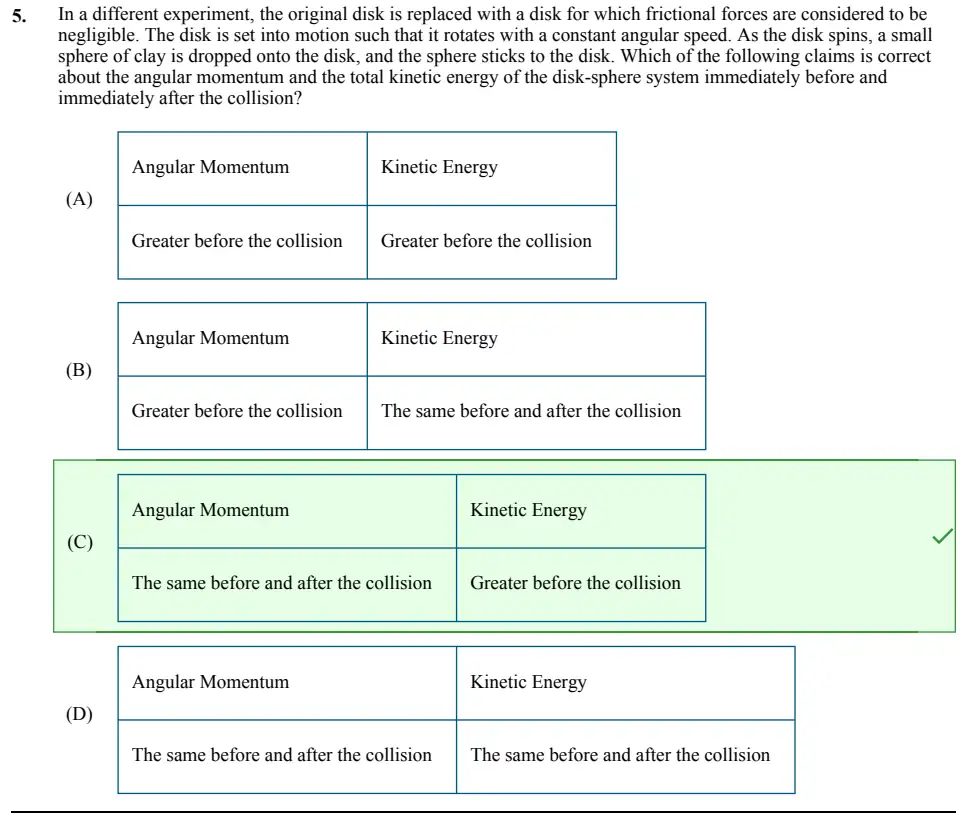 5. In a different experiment, the original disk is replaced with a disk for which frictional forces are considered to be
negligible. The disk is set into motion such that it rotates with a constant angular speed. As the disk spins, a small
sphere of clay is dropped onto the disk, and the sphere sticks to the disk. Which of the following claims is correct
about the angular momentum and the total kinetic energy of the disk-sphere system immediately before and
immediately after the collision?
(A)
Angular Momentum Kinetic Energy
Greater before the collision Greater before the collision
(B)
Angular Momentum Kinetic Energy
Greater before the collision The same before and after the collision
(C)
Angular Momentum Kinetic Energy
The same before and after the collision Greater before the collision
(D)
Angular Momentum Kinetic Energy
The same before and after the collision The same before and after the collision